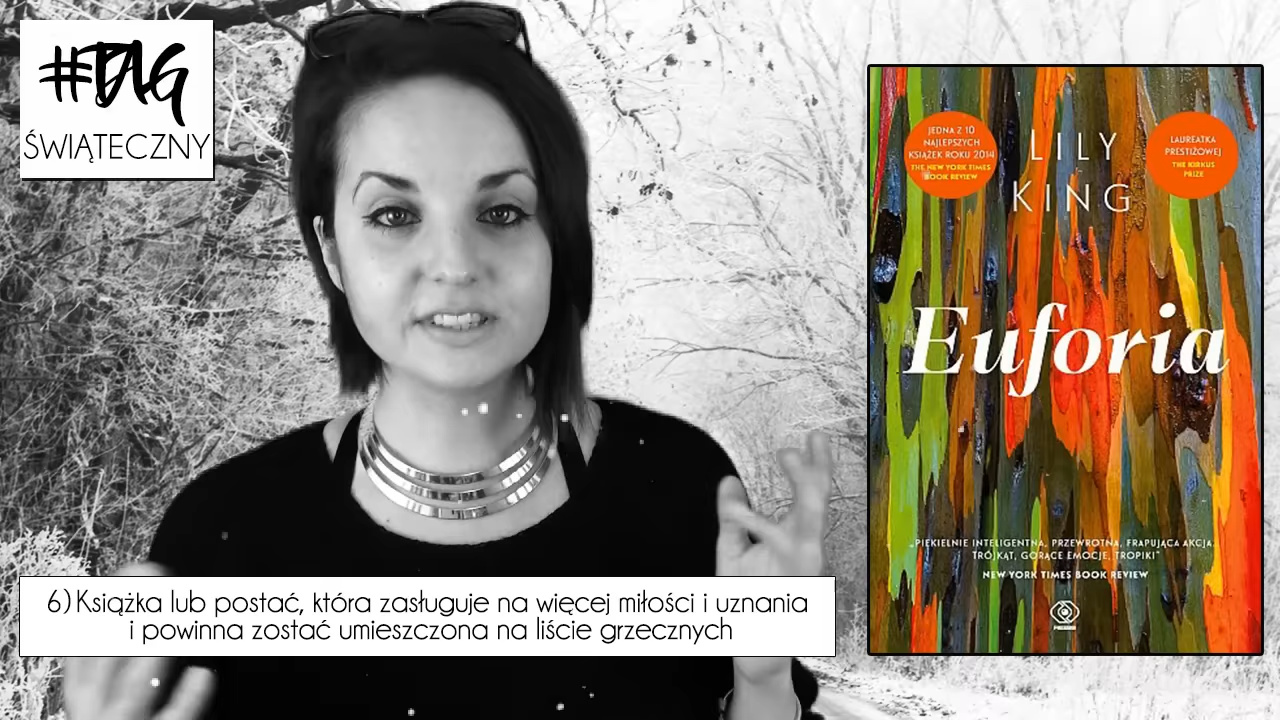 #TAG
ŚWIĄTECZNY
JEDNA Z 10
NAJLEPSZYCH
KSIĄŻEK ROKU 2014
THE NEW YORK TIMES
BOOK REVIEW
LILY
KING
LAUREATKA
PRESTIŻOWEJ
THE KIRKUS
PRIZE
Euforia
„PIEKIELNIE INTELIGENTNA, PRZEWROTNA, FRAPUJĄCA AKCJA.
TRÓJKĄT, GORĄCE EMOCJE, TROPIKI”
NEW YORK TIMES BOOK REVIEW
6) Książka lub postać, która zasługuje na więcej miłości i uznania
i powinna zostać umieszczona na liście grzecznych